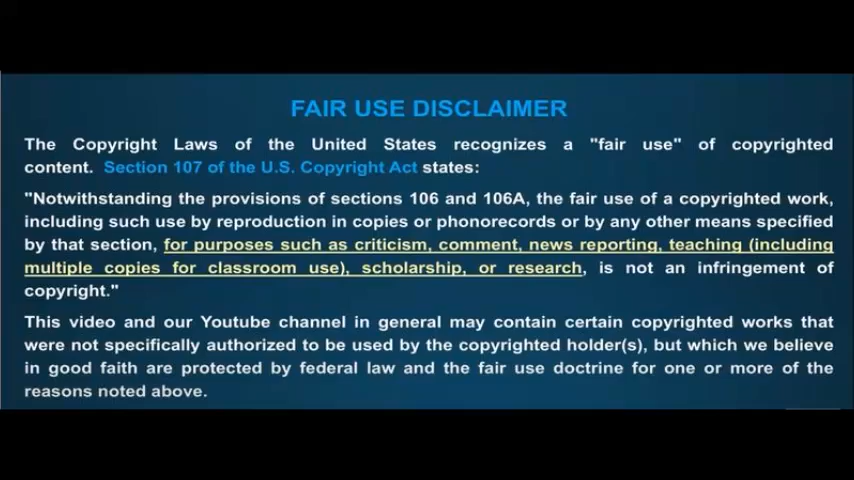 FAIR USE DISCLAIMER
The Copyright Laws of the United States recognizes a "fair use" of copyrighted
content. Section 107 of the U.S. Copyright Act states:
"Notwithstanding the provisions of sections 106 and 106A, the fair use of a copyrighted work,
including such use by reproduction in copies or phonorecords or by any other means specified
by that section, for purposes such as criticism, comment, news reporting, teaching (including
multiple copies for classroom use), scholarship, or research, is not an infringement of
copyright."
This video and our Youtube channel in general may contain certain copyrighted works that
were not specifically authorized to be used by the copyrighted holder(s), but which we believe
in good faith are protected by federal law and the fair use doctrine for one or more of the
reasons noted above.